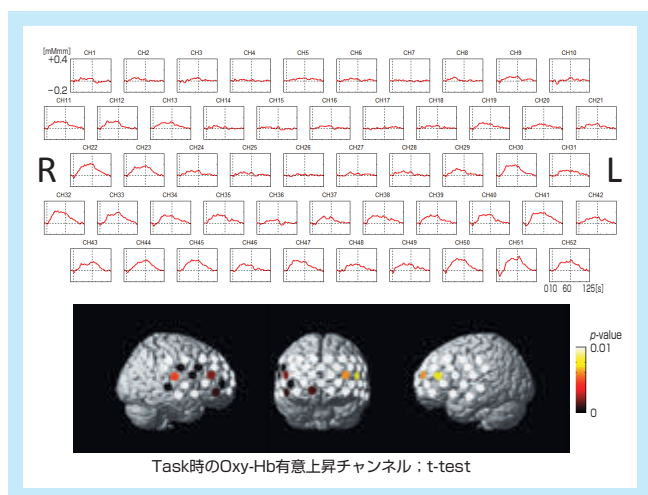 [mMmm]
+0.4
−0.2
CH1 CH2 CH3 CH4 CH5 CH6 CH7 CH8 CH9 CH10
CH11 CH12 CH13 CH14 CH15 CH16 CH17 CH18 CH19 CH20 CH21
R
CH22 CH23 CH24 CH25 CH26 CH27 CH28 CH29 CH30 CH31
L
CH32 CH33 CH34 CH35 CH36 CH37 CH38 CH39 CH40 CH41 CH42
CH43 CH44 CH45 CH46 CH47 CH48 CH49 CH50 CH51 CH52
010 60 125[s]
p-value
0.01
0
Task時のOxy-Hb有意上昇チャンネル；t-test